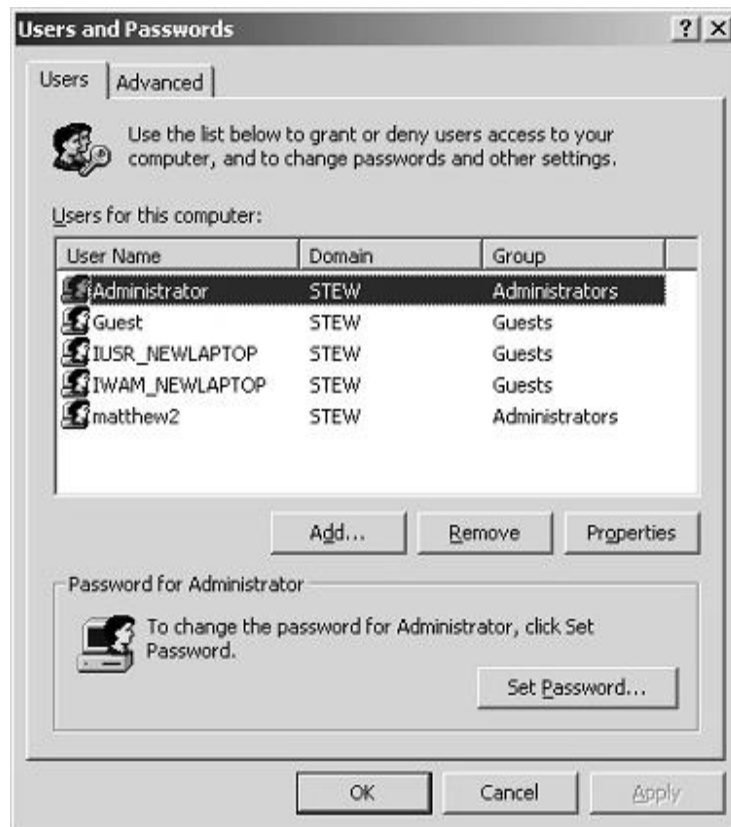 Users and Passwords
Users Advanced
Use the list below to grant or deny users access to your
computer, and to change passwords and other settings.
Users for this computer:
User Name Domain Group
Administrator STEW Administrators
Guest STEW Guests
IUSR_NEWLAPTOP STEW Guests
IWAM_NEWLAPTOP STEW Guests
matthew2 STEW Administrators
Add... Remove Properties
Password for Administrator
To change the password for Administrator, click Set
Password.
Set Password...
OK Cancel Apply